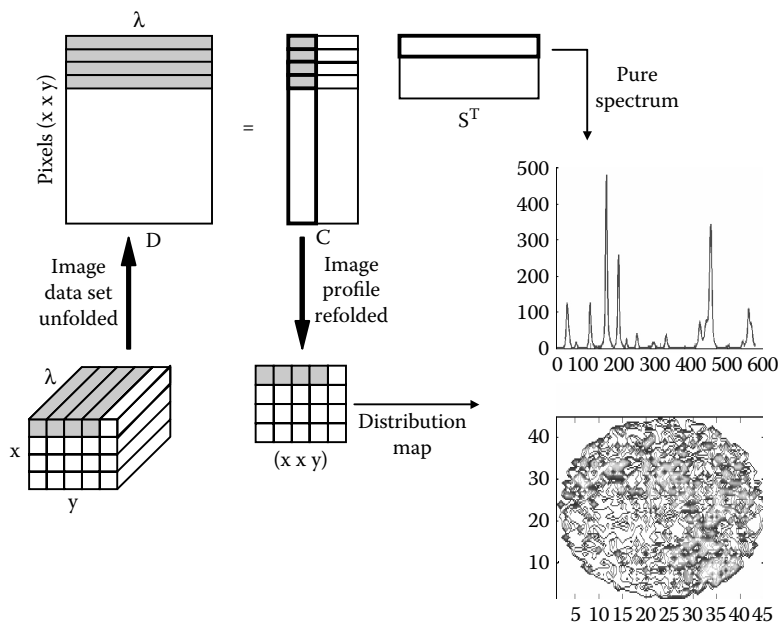 λ
Pixels (x x y)
D
=
C
Sᵀ
Pure
spectrum
Image
data set
unfolded
Image
profile
refolded
λ
x
y
(x x y)
Distribution
map
500
400
300
200
100
0
0 100 200 300 400 500 600
40
30
20
10
5 10 15 20 25 30 35 40 45